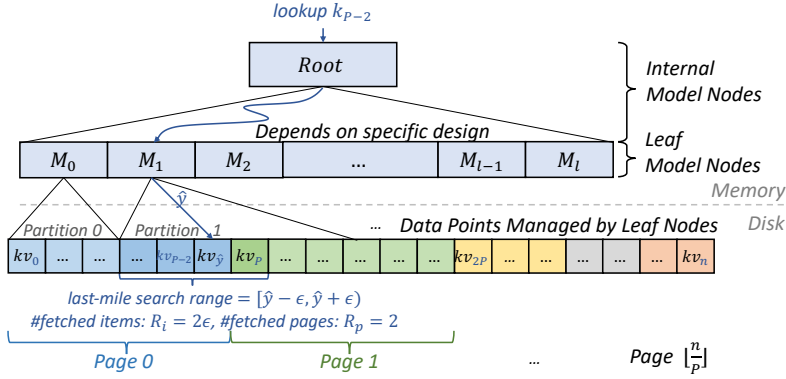 lookup k_{P−2}
Root
Internal
Model Nodes
Depends on specific design
Leaf
Model Nodes
M_0 M_1 M_2 ... M_{l−1} M_l
ŷ
Memory
Disk
Partition 0 Partition 1 ... Data Points Managed by Leaf Nodes
kv_0 ... ... ... kv_{P−2} kv_ŷ kv_P ... ... ... ... ... kv_{2P} ... ... ... ... ... kv_n
last-mile search range = [ŷ − ϵ, ŷ + ϵ)
#fetched items: R_i = 2ϵ, #fetched pages: R_p = 2
Page 0 Page 1 ... Page ⌊n/P⌋